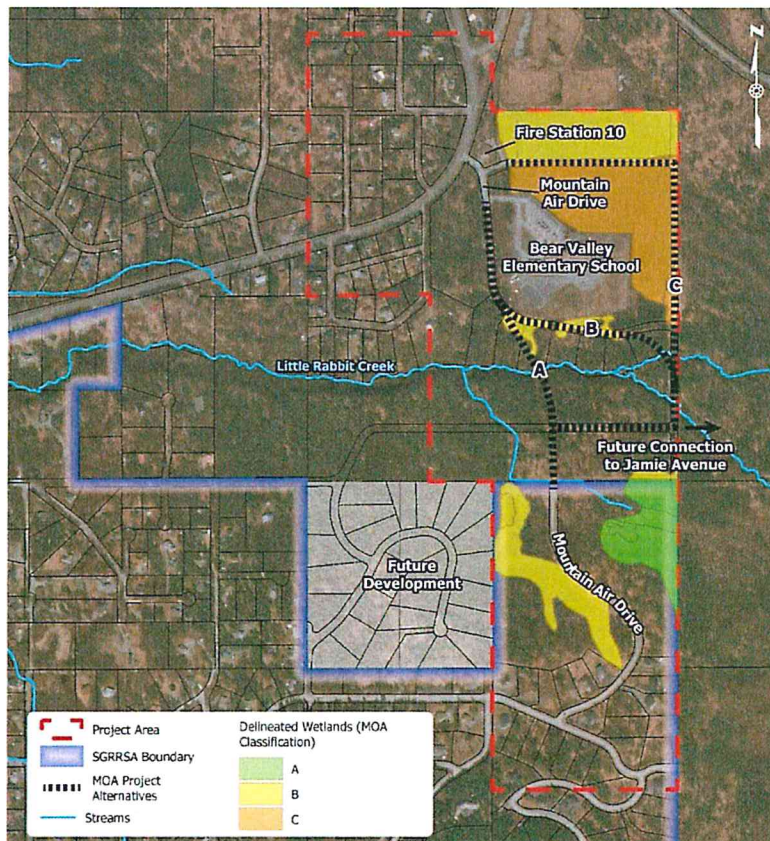 N
Fire Station 10
Mountain
Air Drive
Bear Valley
Elementary School
C
B
A
Little Rabbit Creek
Future Connection
to Jamie Avenue
Future
Development
Mountain Air Drive
Project Area
SGRRSA Boundary
MOA Project
Alternatives
Streams
Delineated Wetlands (MOA
Classification)
A
B
C